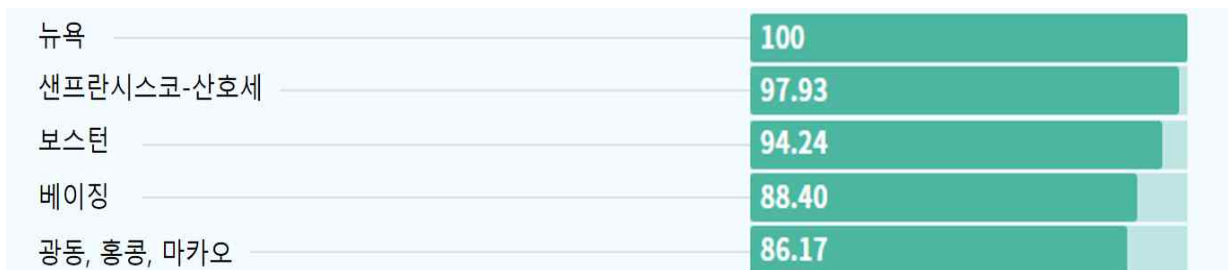 뉴욕 100
샌프란시스코-산호세 97.93
보스턴 94.24
베이징 88.40
광동, 홍콩, 마카오 86.17